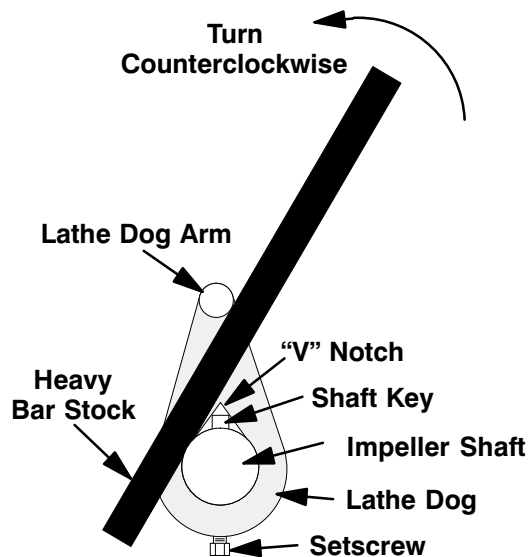 Turn
Counterclockwise
Lathe Dog Arm
“V” Notch
Heavy
Bar Stock
Shaft Key
Impeller Shaft
Lathe Dog
Setscrew